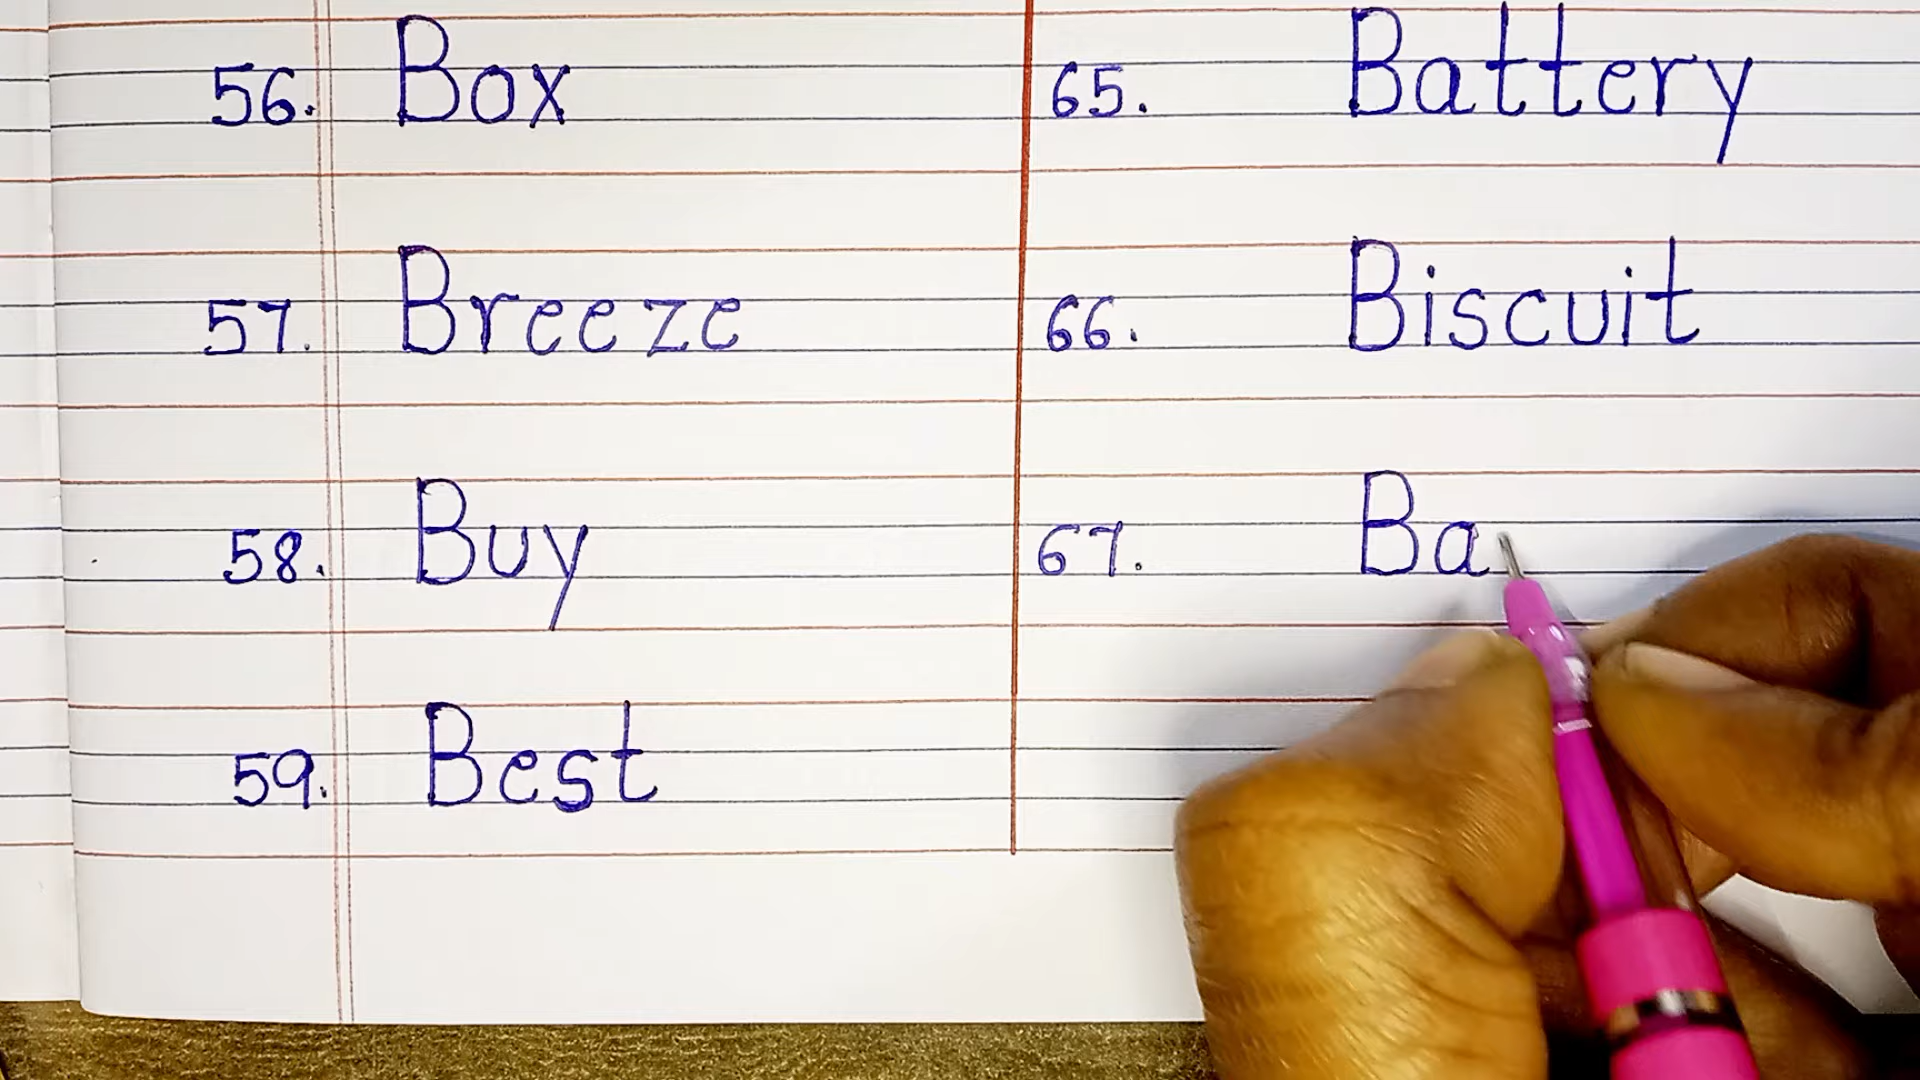 56. Box
57. Breeze
58. Buy
59. Best
65. Battery
66. Biscuit
67. Ba